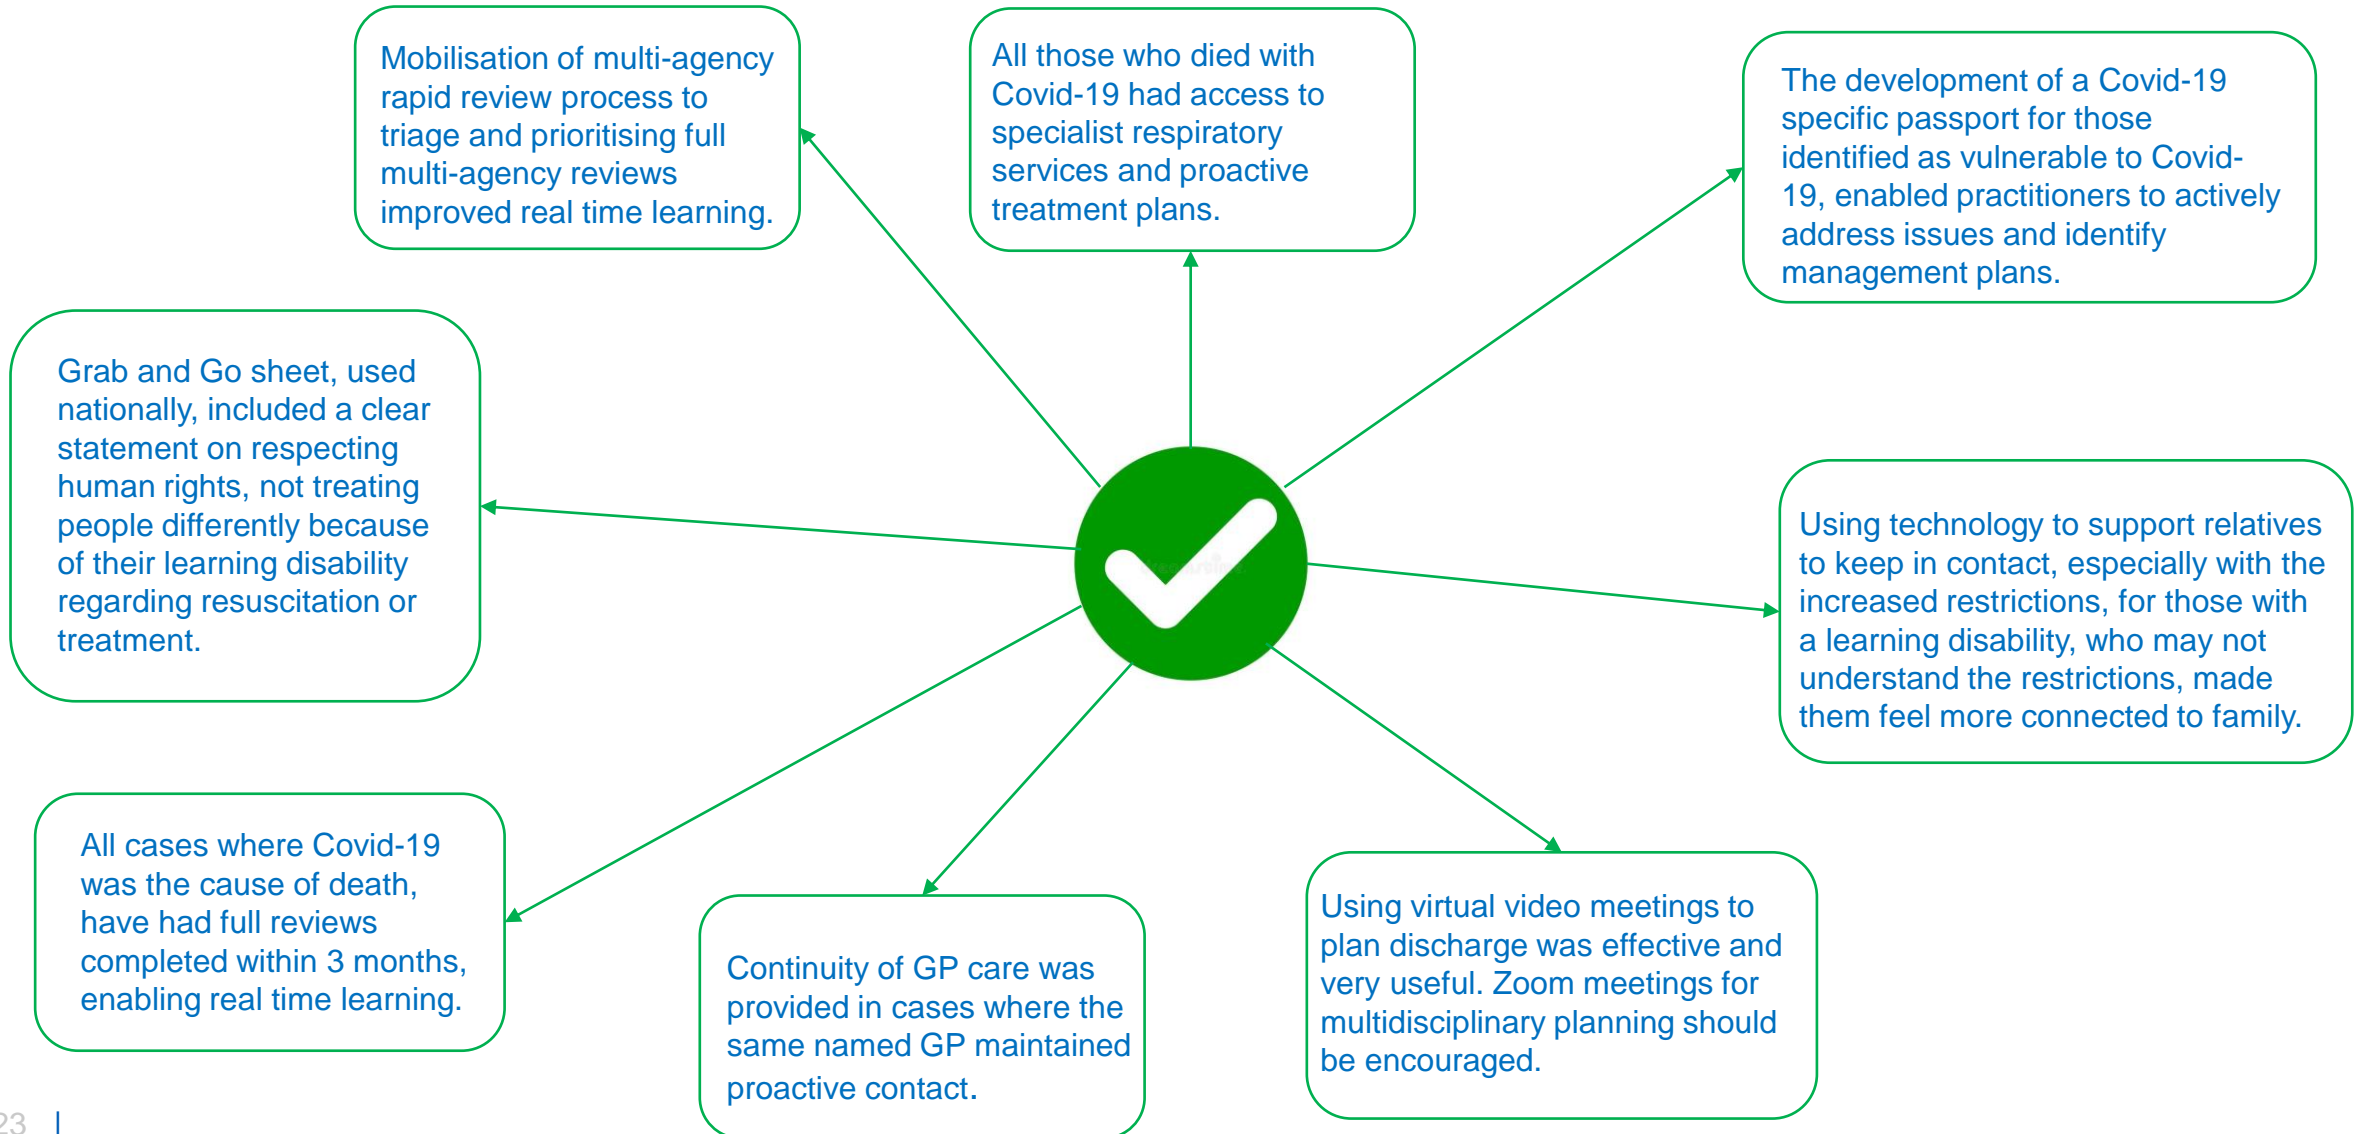 Mobilisation of multi-agency
rapid review process to
triage and prioritising full
multi-agency reviews
improved real time learning.
All those who died with
Covid-19 had access to
specialist respiratory
services and proactive
treatment plans.
The development of a Covid-19
specific passport for those
identified as vulnerable to Covid-
19, enabled practitioners to actively
address issues and identify
management plans.
Grab and Go sheet, used
nationally, included a clear
statement on respecting
human rights, not treating
people differently because
of their learning disability
regarding resuscitation or
treatment.
Using technology to support relatives
to keep in contact, especially with the
increased restrictions, for those with
a learning disability, who may not
understand the restrictions, made
them feel more connected to family.
All cases where Covid-19
was the cause of death,
have had full reviews
completed within 3 months,
enabling real time learning.
Continuity of GP care was
provided in cases where the
same named GP maintained
proactive contact.
Using virtual video meetings to
plan discharge was effective and
very useful. Zoom meetings for
multidisciplinary planning should
be encouraged.
23 |